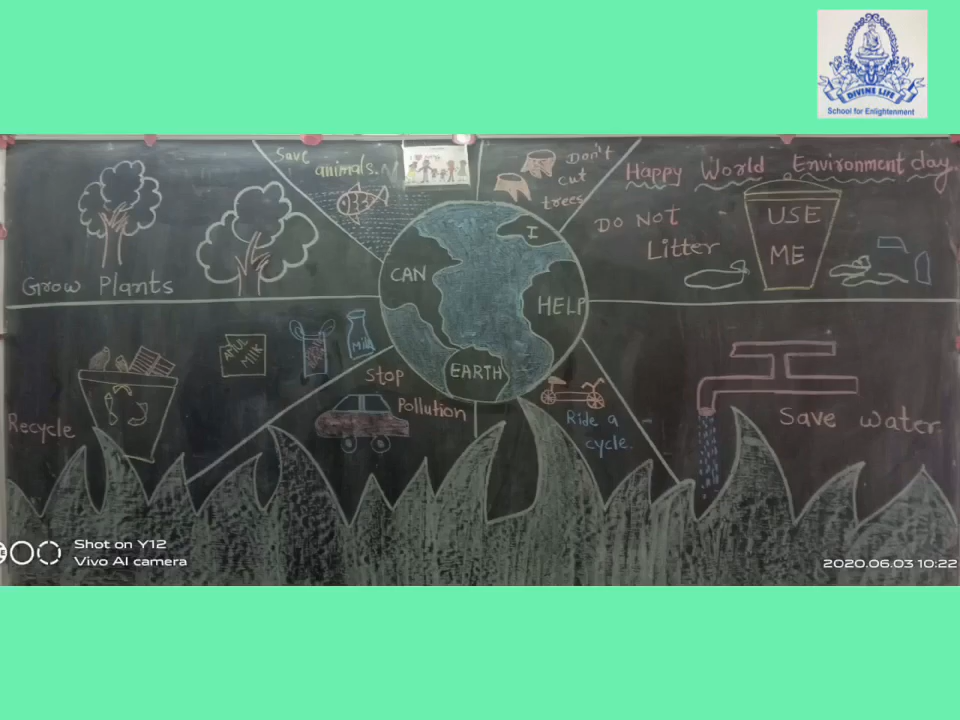 DIVINE LIFE
School for Enlightenment
Save
animals.
Don't
cut
trees
Happy World Environment day.
DO NOT
Litter
USE
ME
Grow Plants
I
CAN
HELP
EARTH
AMUL
MILK
Milk
Stop
Pollution
Recycle
Ride a
cycle.
Save water.
Shot on Y12
Vivo AI camera
2020.06.03 10:22